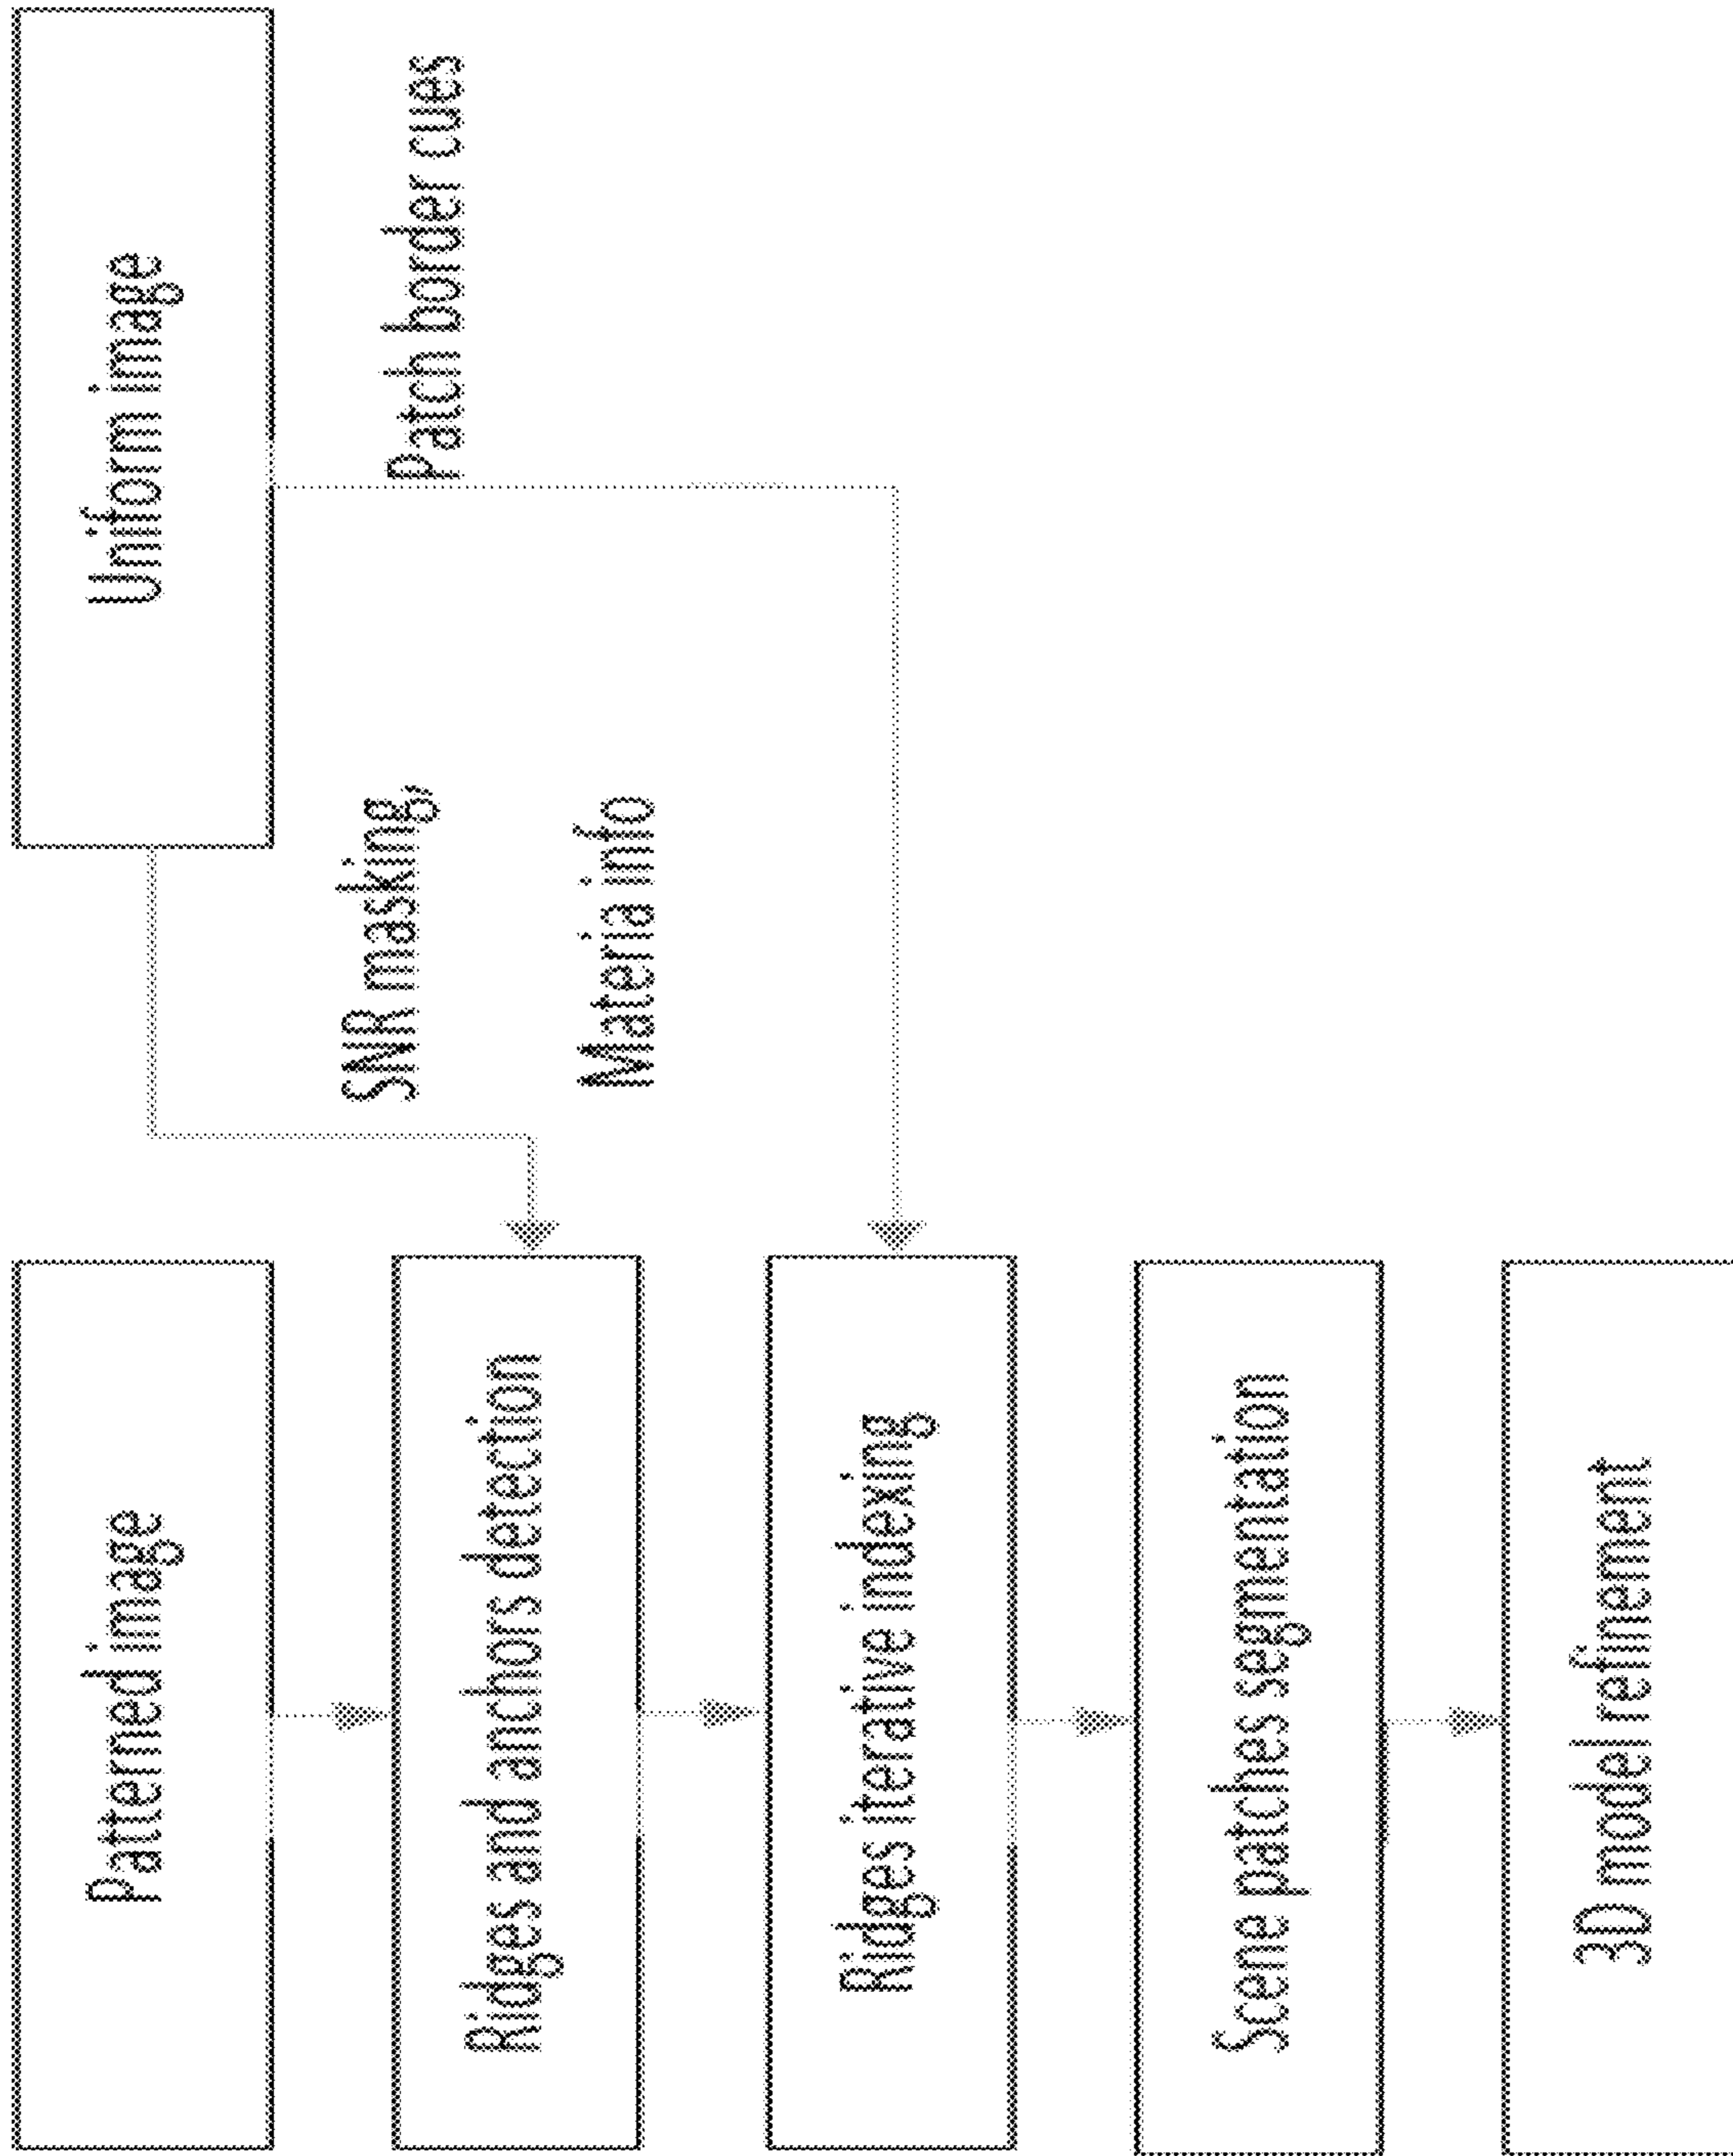 Patterned image
Uniform image
Patch border cues
SNR masking,
Materia info
Ridges and anchors detection
Ridges iterative indexing
Scene patches segmentation
3D model refinement.